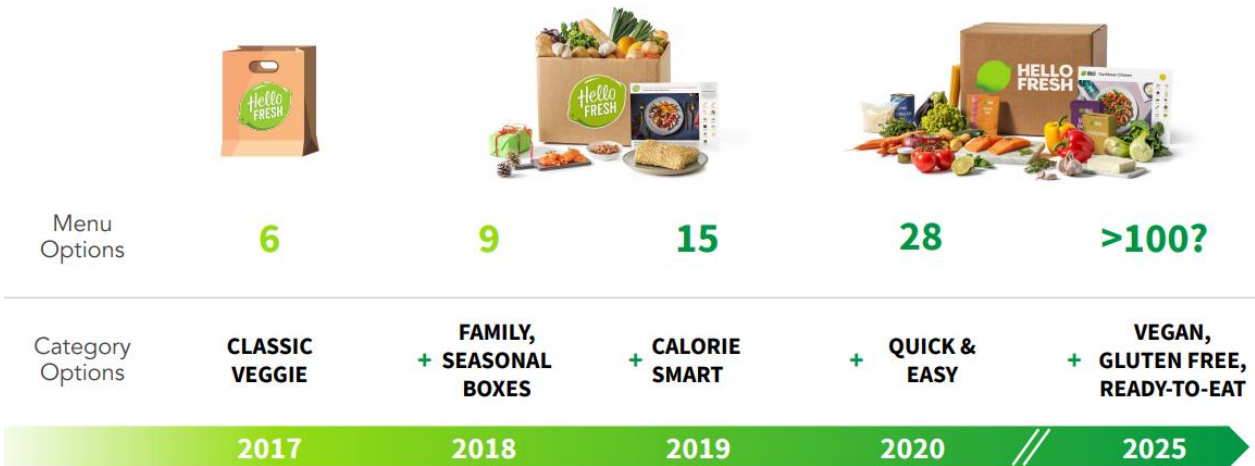 Hello
FRESH
Hello
FRESH
HELLO
FRESH
Menu
Options
6
9
15
28
>100?
Category
Options
CLASSIC
VEGGIE
+ FAMILY,
SEASONAL
BOXES
+ CALORIE
SMART
+ QUICK &
EASY
+ VEGAN,
GLUTEN FREE,
READY-TO-EAT
2017
2018
2019
2020
2025